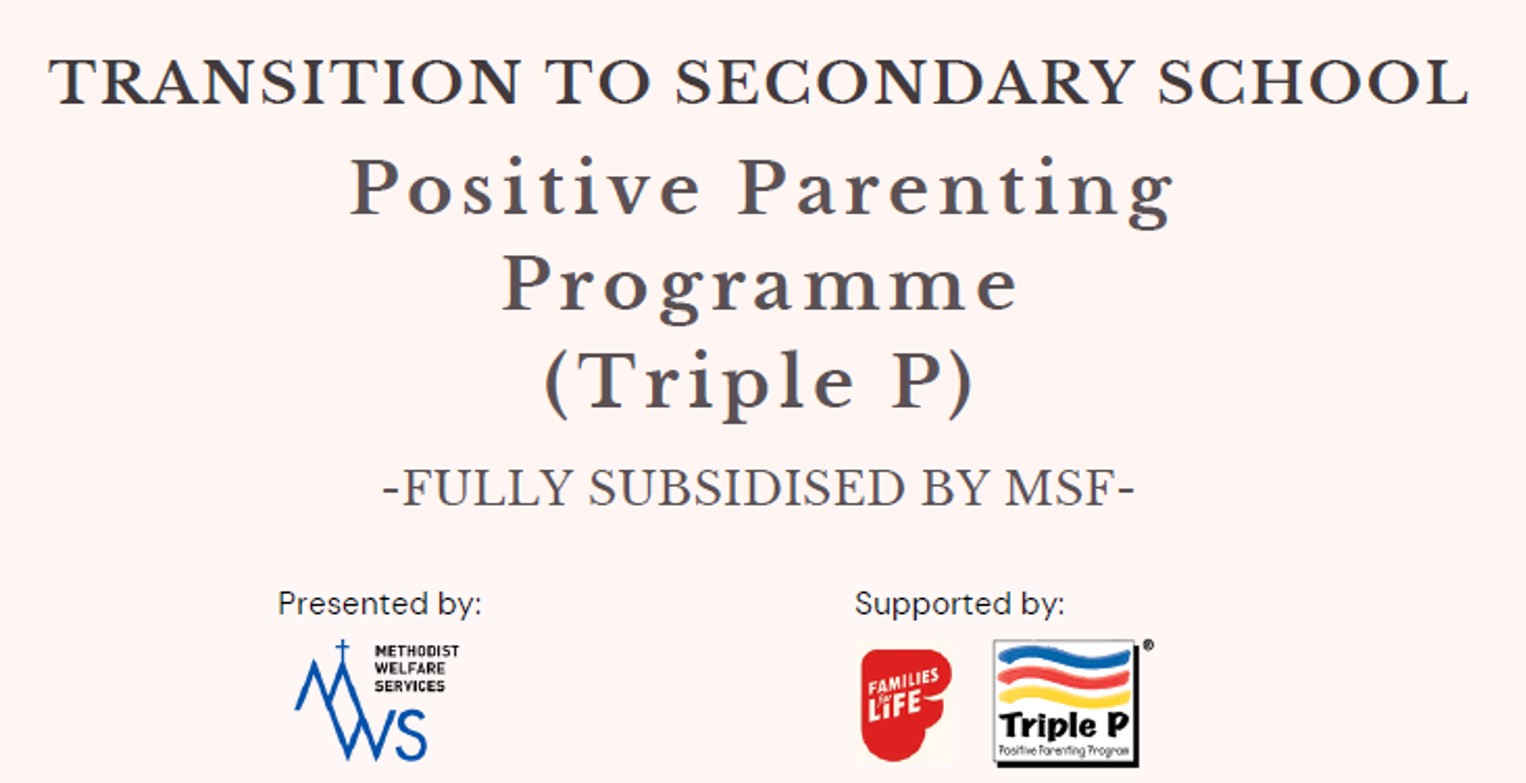 TRANSITION TO SECONDARY SCHOOL
Positive Parenting
Programme
(Triple P)
-FULLY SUBSIDISED BY MSF-
Presented by:
Supported by:
METHODIST
WELFARE
SERVICES
MWS
FAMILIES
for
LIFE
®
Triple P
Positive Parenting Program